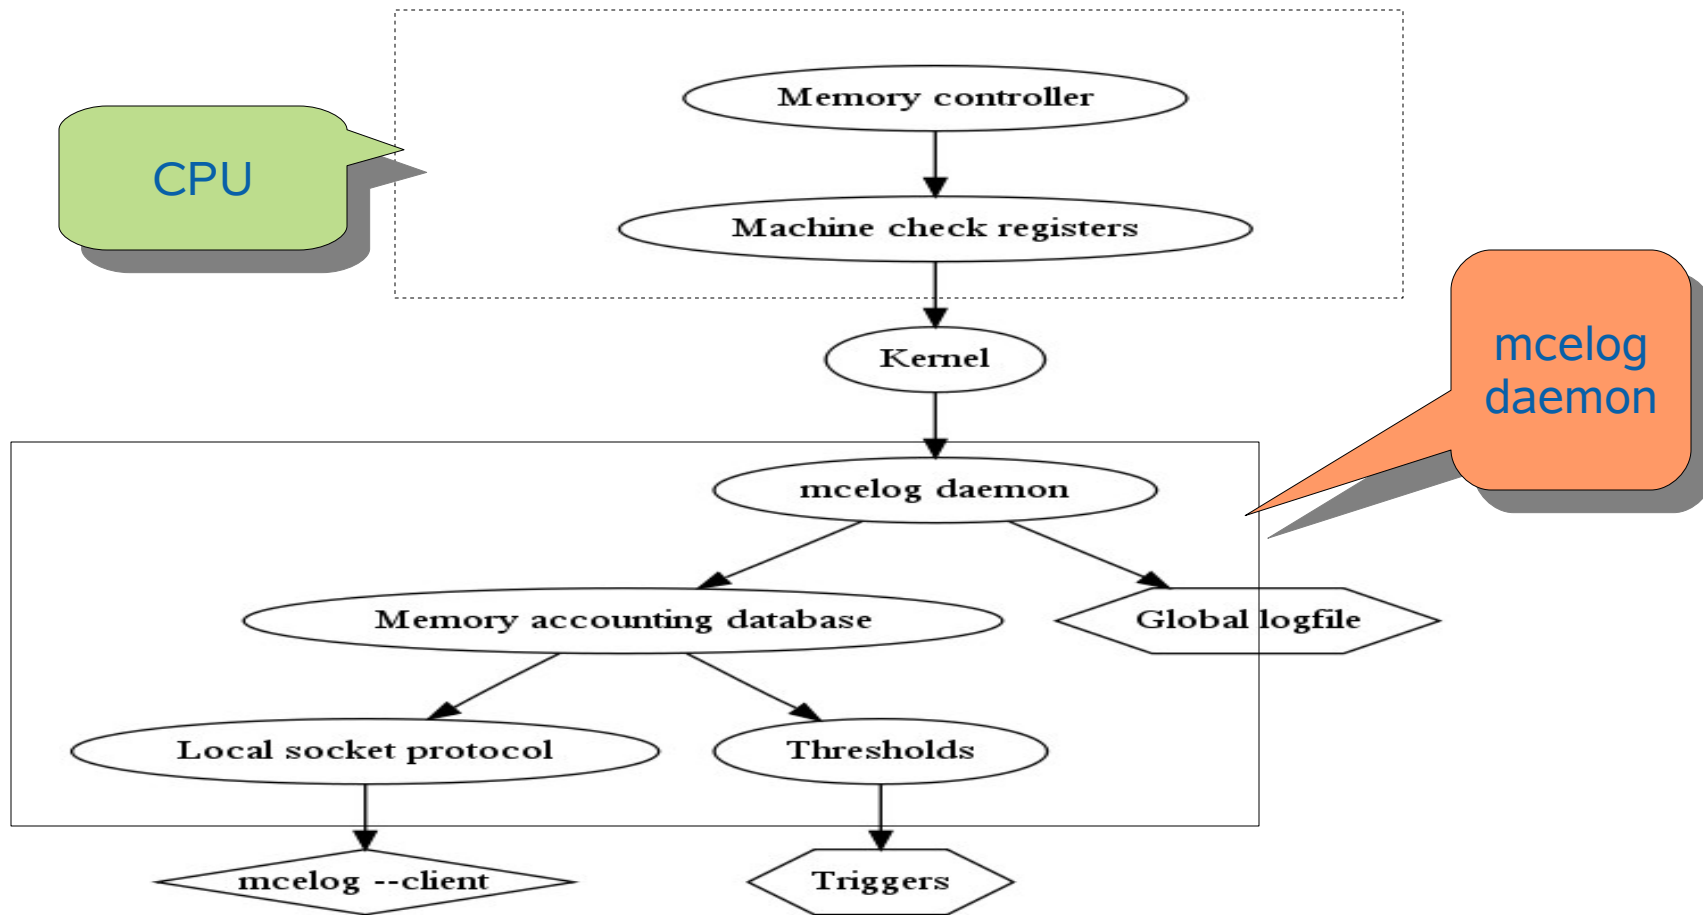 Memory controller
CPU
Machine check registers
mcelog
daemon
Kernel
mcelog daemon
Memory accounting database
Global logfile
Local socket protocol
Thresholds
mcelog --client
Triggers